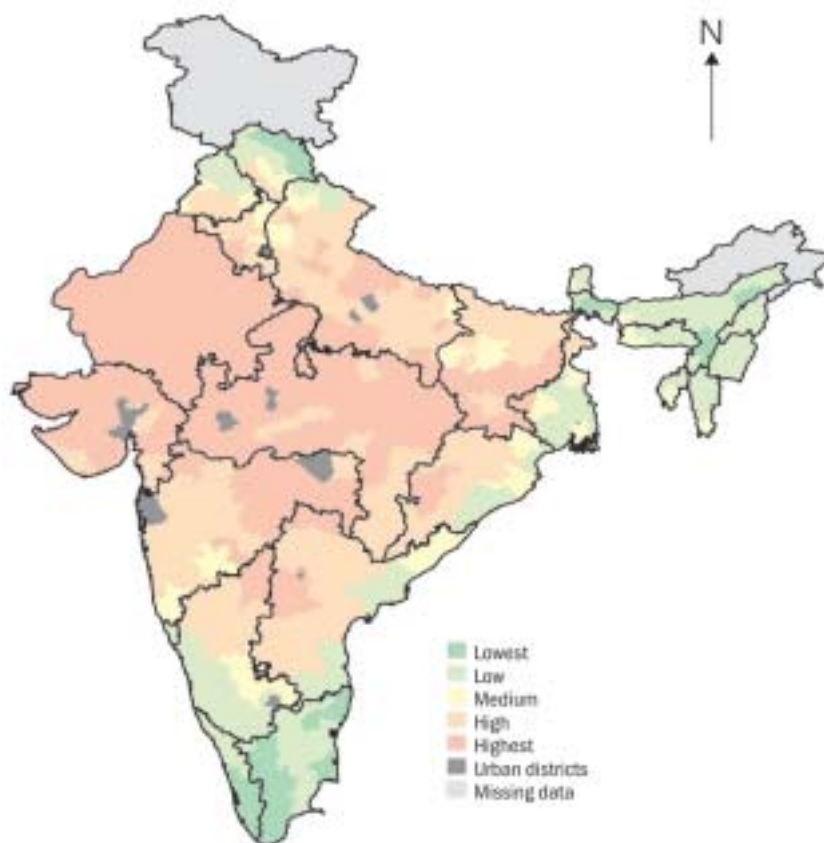 N
Lowest
Low
Medium
High
Highest
Urban districts
Missing data